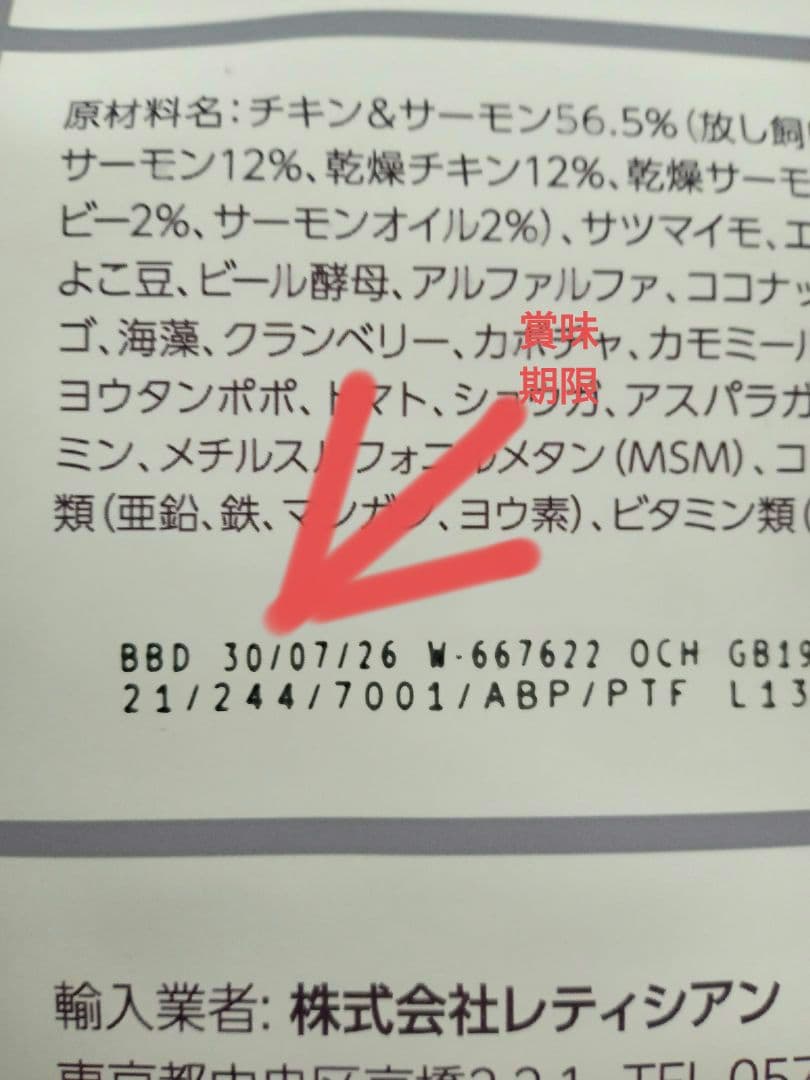 原材料名：チキン&サーモン56.5%（放し飼
サーモン12%、乾燥チキン12%、乾燥サーモ
ビー2%、サーモンオイル2%）、サツマイモ、エ
よこ豆、ビール酵母、アルファルファ、ココナッ
ゴ、海藻、クランベリー、カボチャ、カモミール
賞味
期限
ヨウタンポポ、トマト、ショウガ、アスパラガ
ミン、メチルスルフォニルメタン（MSM）、コ
類（亜鉛、鉄、マンガン、ヨウ素）、ビタミン類（
BBD 30/07/26 W-667622 OCH GB19
21/244/7001/ABP/PTF L13
輸入業者: 株式会社レティシアン